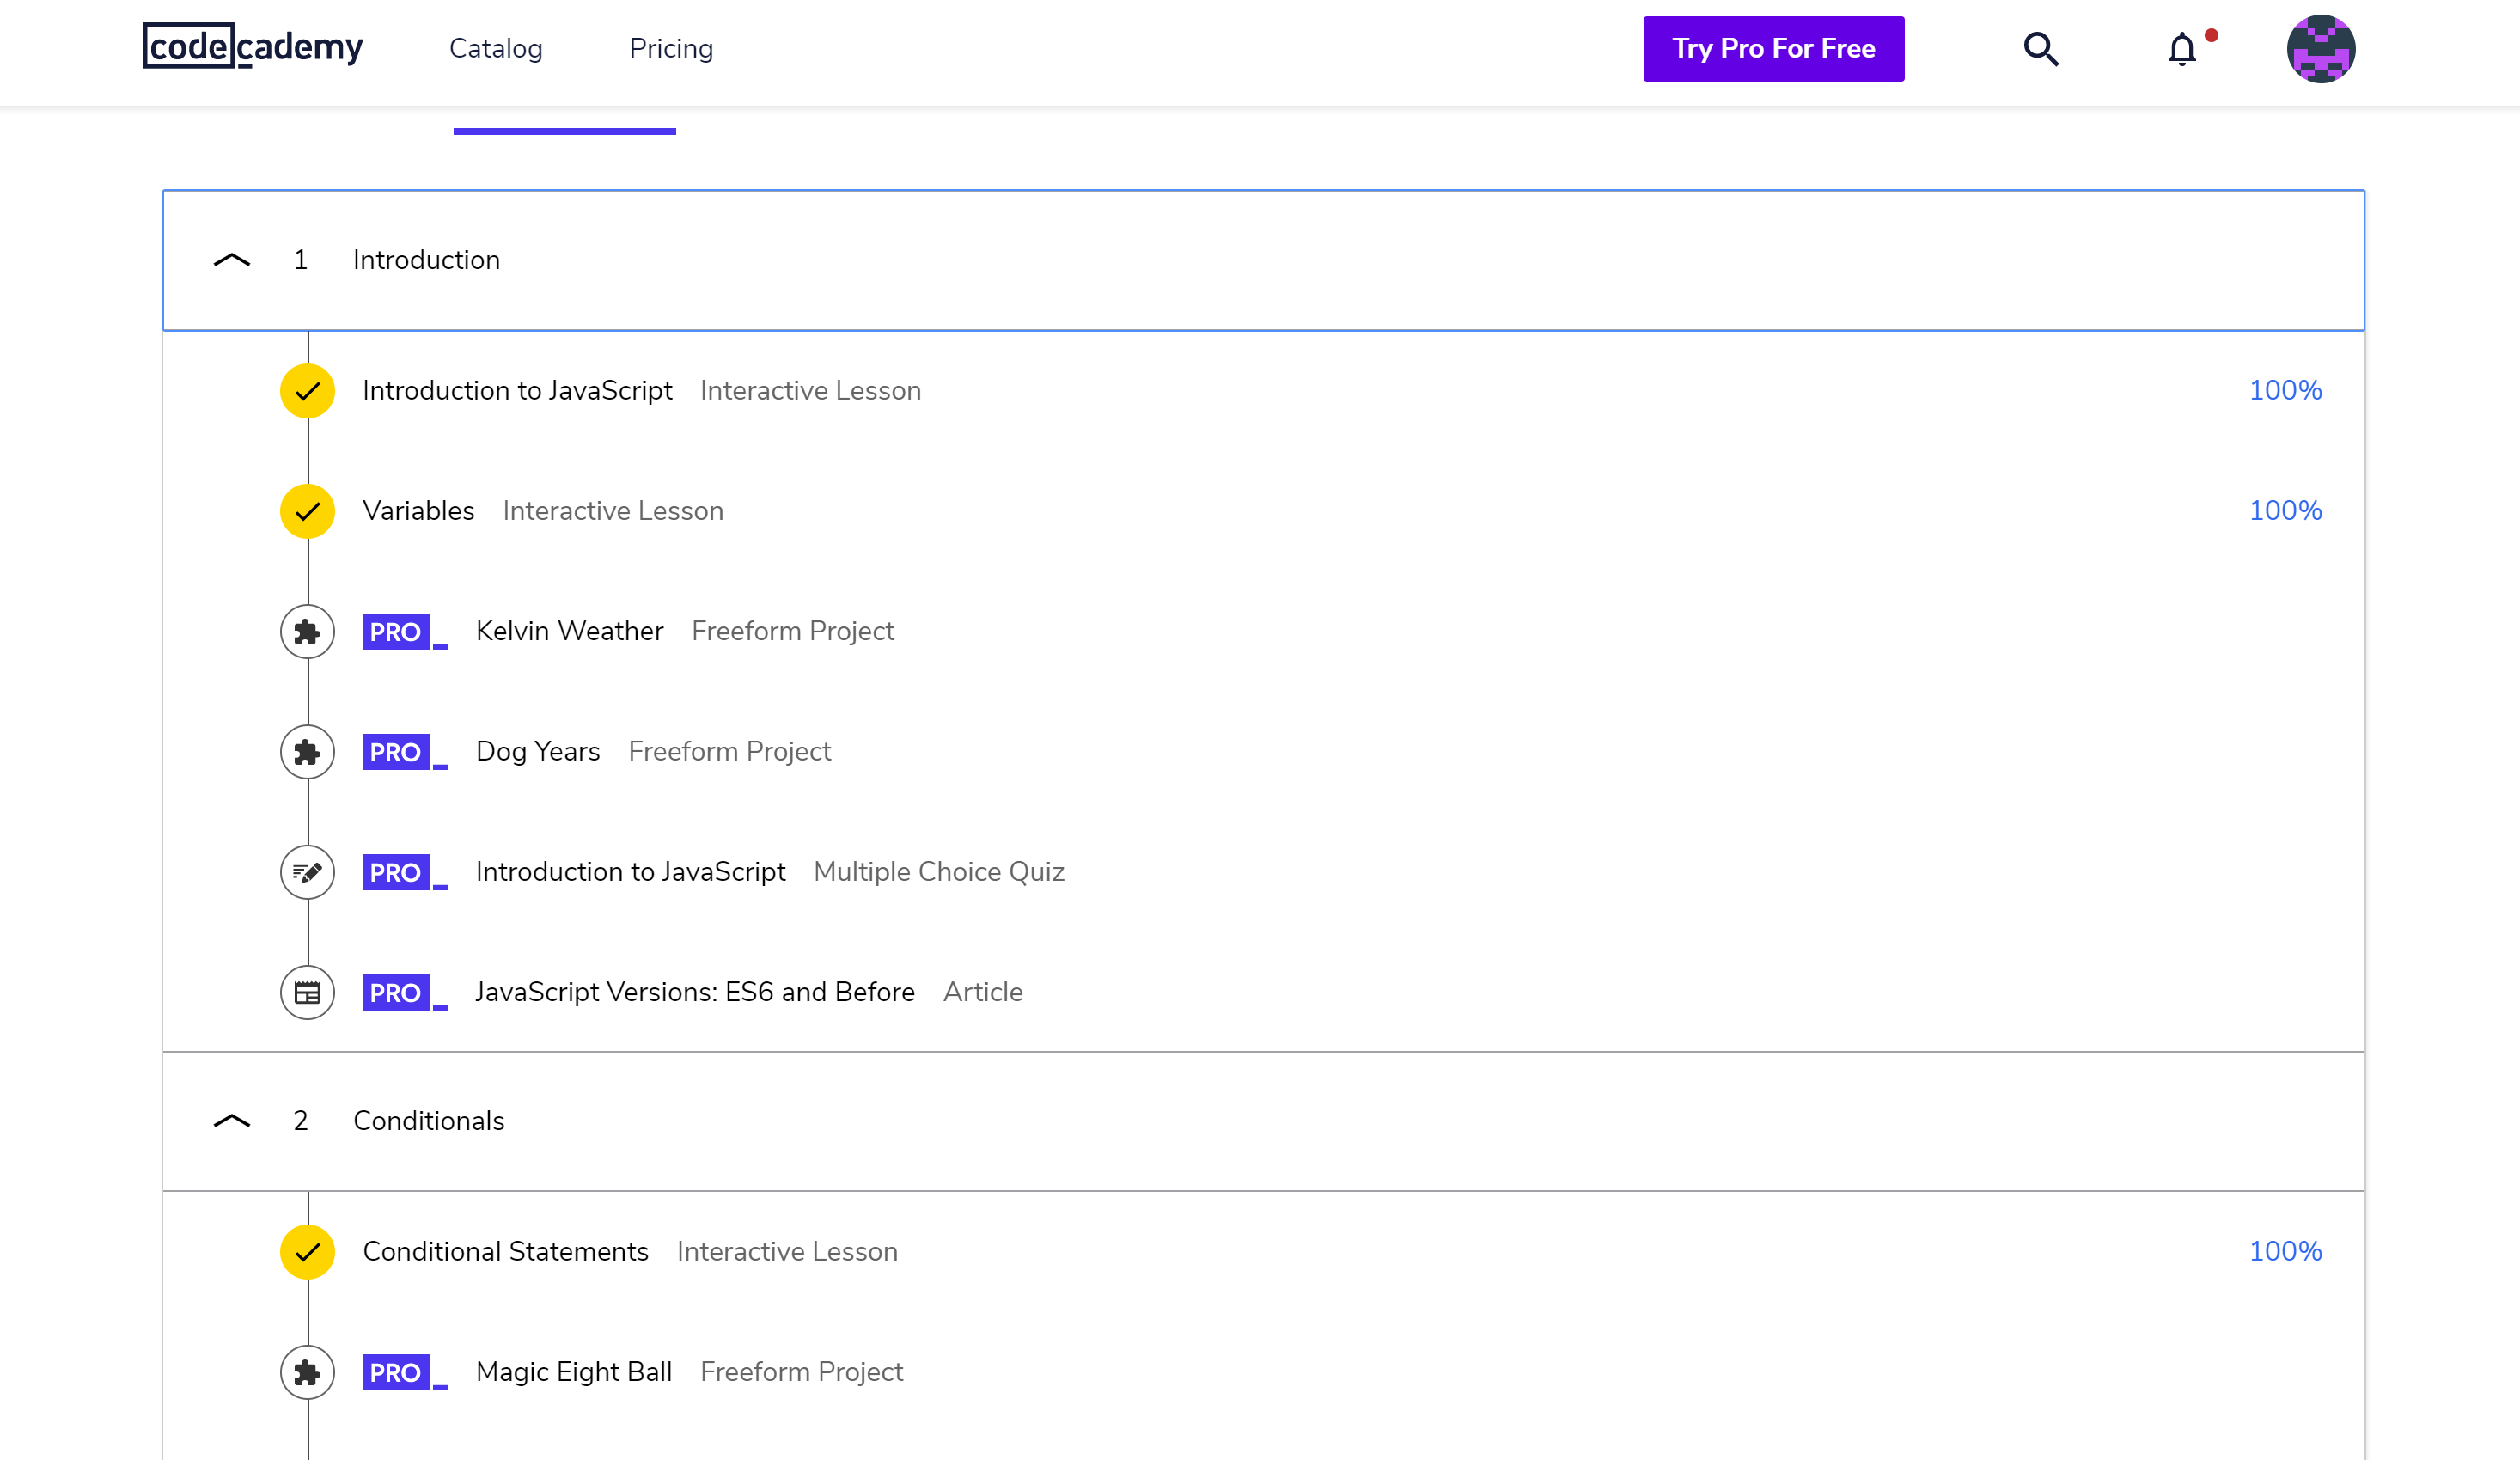 codecademy Catalog Pricing Try Pro For Free
1 Introduction
Introduction to JavaScript Interactive Lesson 100%
Variables Interactive Lesson 100%
PRO Kelvin Weather Freeform Project
PRO Dog Years Freeform Project
PRO Introduction to JavaScript Multiple Choice Quiz
PRO JavaScript Versions: ES6 and Before Article
2 Conditionals
Conditional Statements Interactive Lesson 100%
PRO Magic Eight Ball Freeform Project